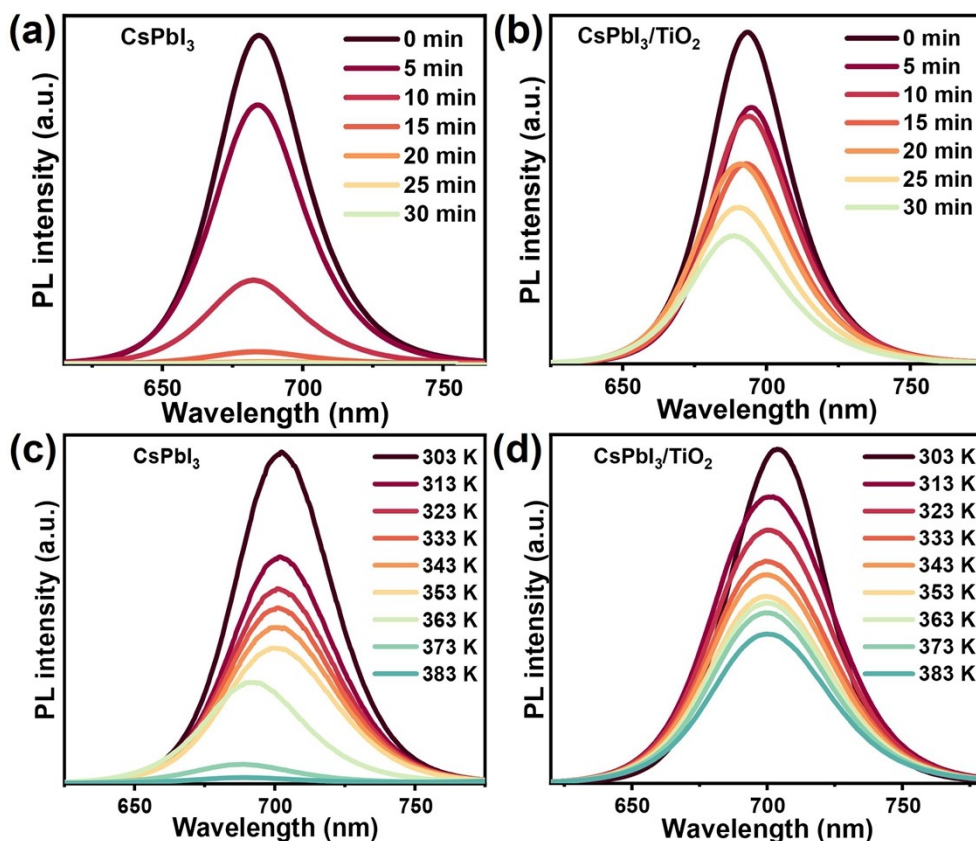 (a)
CsPbI₃
0 min
5 min
10 min
15 min
20 min
25 min
30 min
PL intensity (a.u.)
650
700
750
Wavelength (nm)
(b)
CsPbI₃/TiO₂
0 min
5 min
10 min
15 min
20 min
25 min
30 min
PL intensity (a.u.)
650
700
750
Wavelength (nm)
(c)
CsPbI₃
303 K
313 K
323 K
333 K
343 K
353 K
363 K
373 K
383 K
PL intensity (a.u.)
650
700
750
Wavelength (nm)
(d)
CsPbI₃/TiO₂
303 K
313 K
323 K
333 K
343 K
353 K
363 K
373 K
383 K
PL intensity (a.u.)
650
700
750
Wavelength (nm)